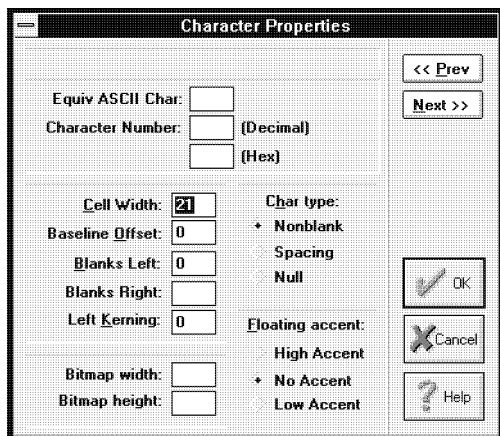 Character Properties
<< Prev
Next >>
Equiv ASCII Char:
Character Number: (Decimal)
(Hex)
Cell Width: 21
Baseline Offset: 0
Blanks Left: 0
Blanks Right:
Left Kerning: 0
Char type:
Nonblank
Spacing
Null
Floating accent:
High Accent
No Accent
Low Accent
Bitmap width:
Bitmap height:
OK
Cancel
Help